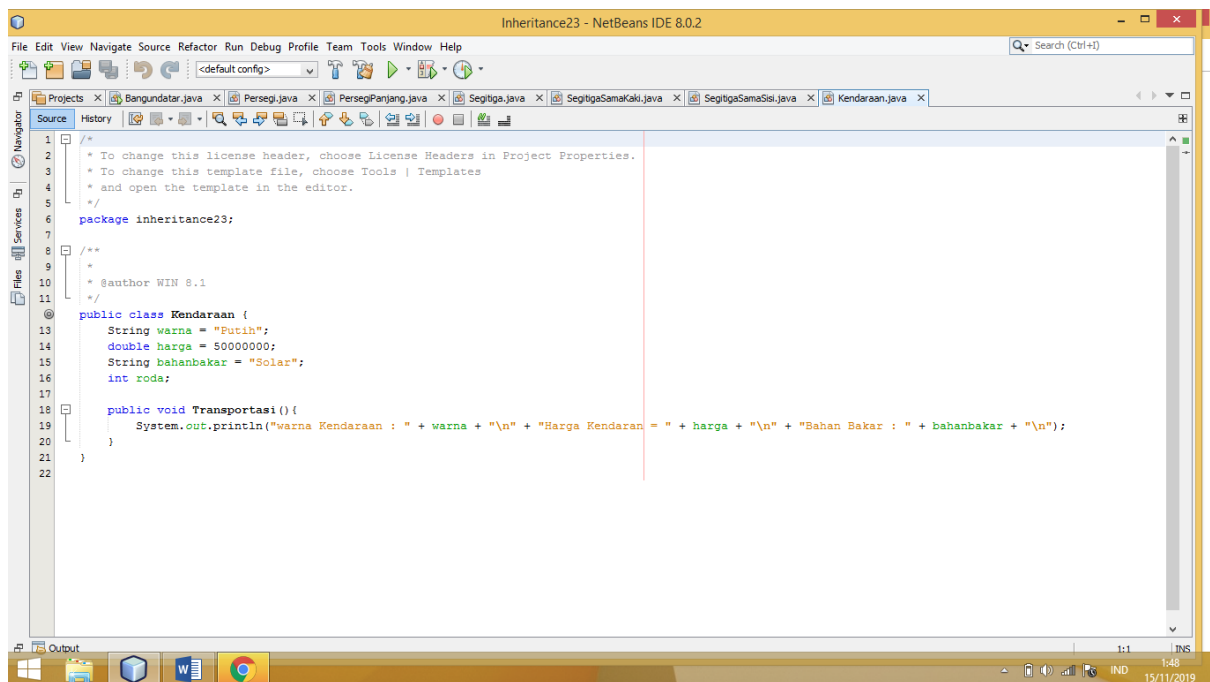 Inheritance23 - NetBeans IDE 8.0.2
File Edit View Navigate Source Refactor Run Debug Profile Team Tools Window Help
Search (Ctrl+I)
<default config>
Projects Bangundatar.java Persegi.java PersegiPanjang.java Segitiga.java SegitigaSamaKaki.java SegitigaSamaSisi.java Kendaraan.java
Source History
Navigator
Services
Files
1 /*
2 * To change this license header, choose License Headers in Project Properties.
3 * To change this template file, choose Tools | Templates
4 * and open the template in the editor.
5 */
6 package inheritance23;
7
8 /**
9 *
10 * @author WIN 8.1
11 */
public class Kendaraan {
13 String warna = "Putih";
14 double harga = 50000000;
15 String bahanbakar = "Solar";
16 int roda;
17
18 public void Transportasi(){
19 System.out.println("warna Kendaraan : " + warna + "\n" + "Harga Kendaran = " + harga + "\n" + "Bahan Bakar : " + bahanbakar + "\n");
20 }
21 }
22
Output
1:1 INS
IND
1:48
15/11/2019